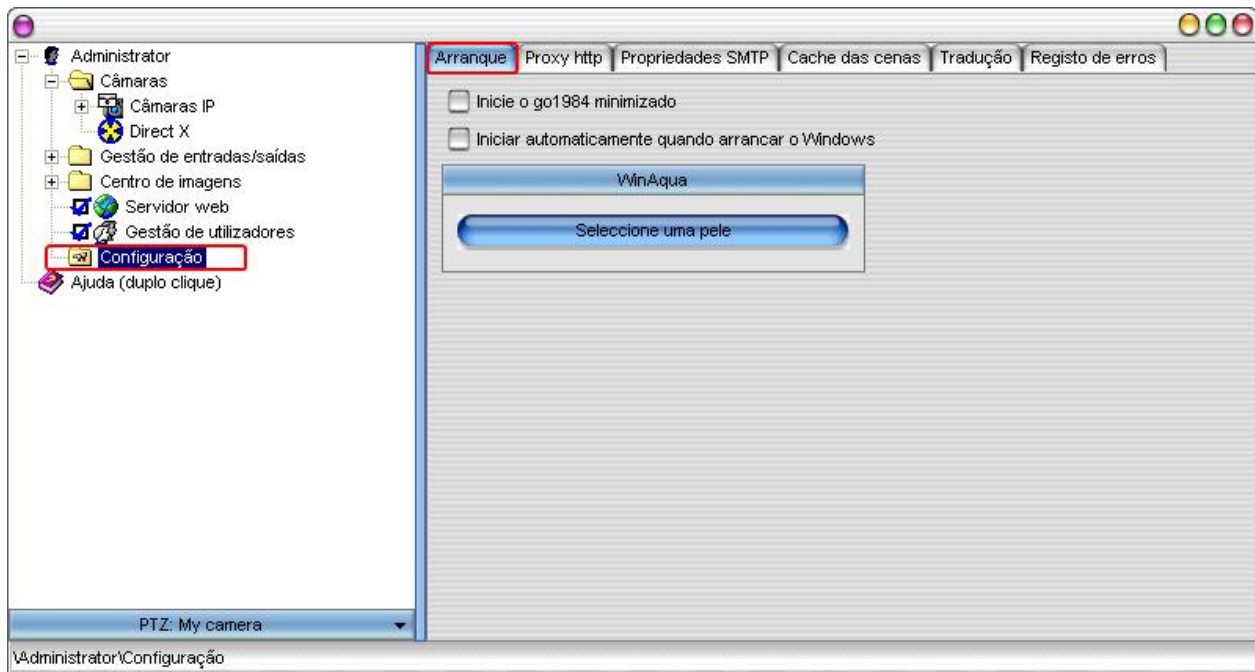 Administrator
Câmaras
Câmaras IP
Direct X
Gestão de entradas/saídas
Centro de imagens
Servidor web
Gestão de utilizadores
Configuração
Ajuda (duplo clique)
PTZ: My camera
Arranque Proxy http Propriedades SMTP Cache das cenas Tradução Registo de erros
Inicie o go1984 minimizado
Iniciar automaticamente quando arrancar o Windows
WinAqua
Seleccione uma pele
\Administrator\Configuração